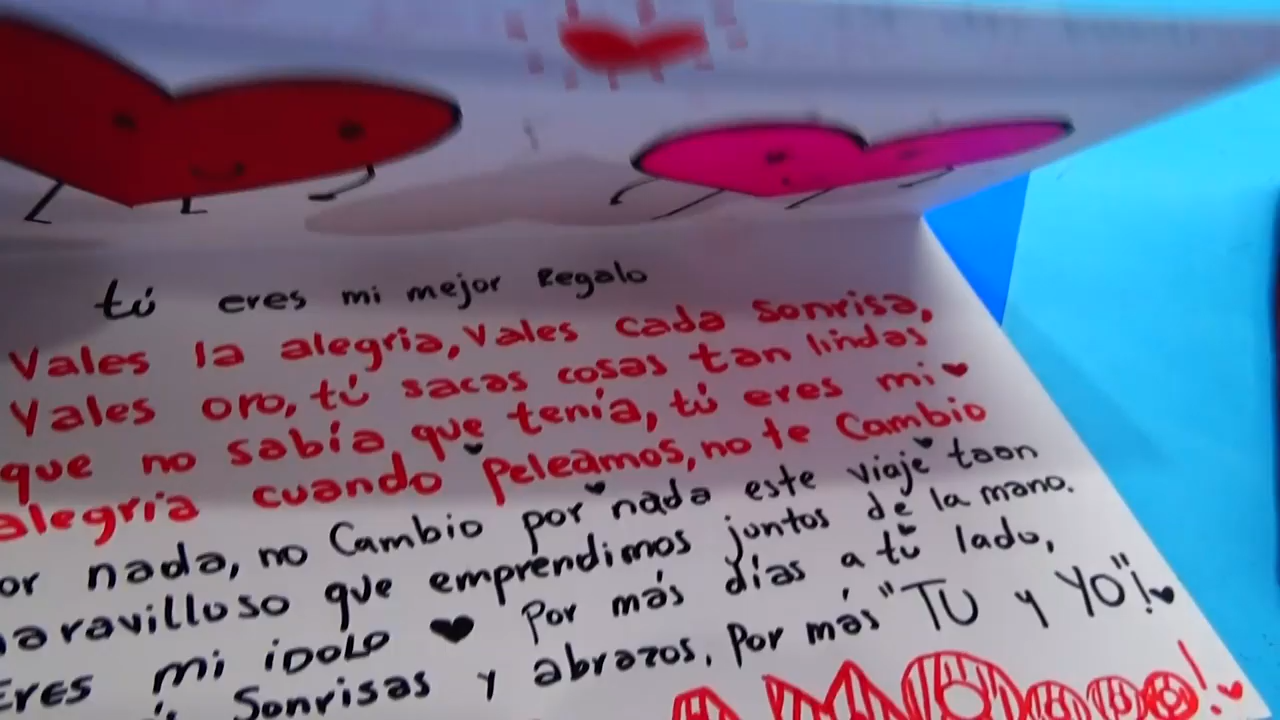 tú eres mi mejor Regalo
Vales la alegria, Vales cada Sonrisa,
Vales oro, tú sacas cosas tan lindas
que no sabía que tenía, tú eres mi
alegria cuando Peleamos, no te Cambio
nada, no Cambio por nada este viaje taan
que emprendimos juntos de la mano.
Eres mi iDOLO Por más días a tú lado,
Sonrisas y abrazos, Por más "TU y YO"!